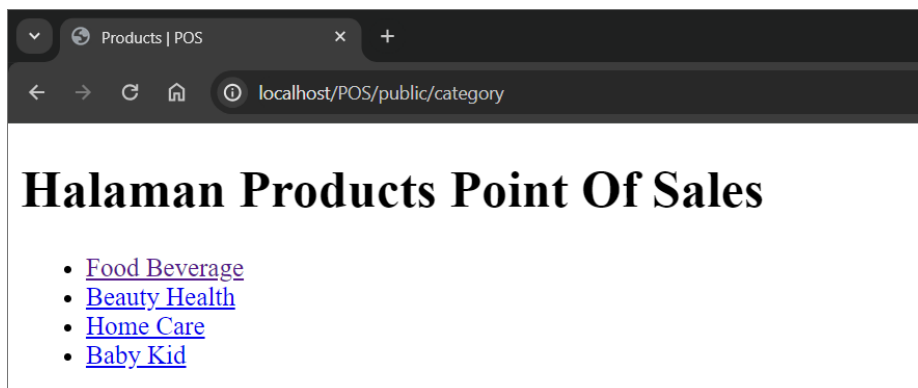 Products | POS
localhost/POS/public/category
Halaman Products Point Of Sales
Food Beverage
Beauty Health
Home Care
Baby Kid